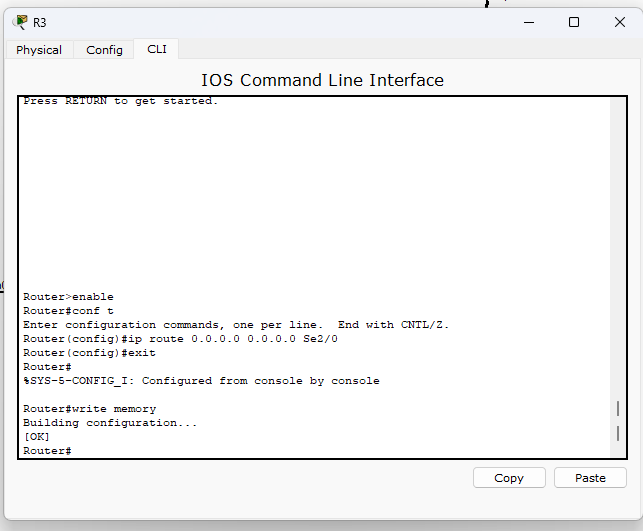 R3
Physical Config CLI
IOS Command Line Interface
Press RETURN to get started.
Router>enable
Router#conf t
Enter configuration commands, one per line.  End with CNTL/Z.
Router(config)#ip route 0.0.0.0 0.0.0.0 Se2/0
Router(config)#exit
Router#
%SYS-5-CONFIG_I: Configured from console by console
Router#write memory
Building configuration...
[OK]
Router#
Copy Paste